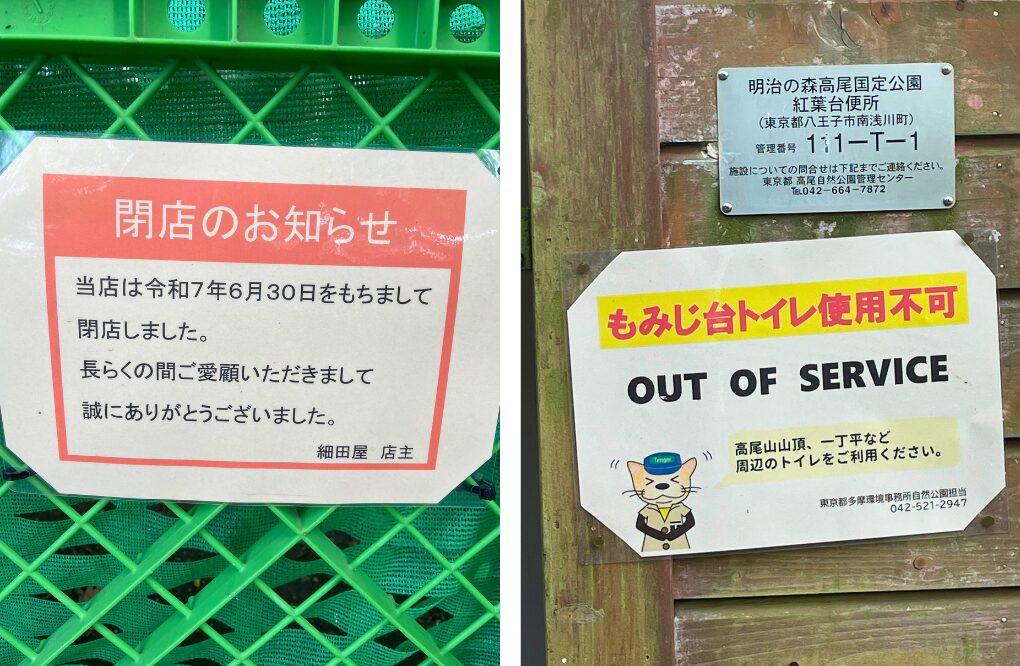 閉店のお知らせ
当店は令和7年6月30日をもちまして
閉店しました。
長らくの間ご愛顧いただきまして
誠にありがとうございました。
細田屋 店主
明治の森高尾国定公園
紅葉台便所
(東京都八王子市南浅川町)
管理番号 111-T-1
施設についての問合せは下記までご連絡ください。
東京都 高尾自然公園管理センター
℡042-664-7872
もみじ台トイレ使用不可
OUT OF SERVICE
高尾山山頂、一丁平など
周辺のトイレをご利用ください。
Tengu
東京都多摩環境事務所自然公園担当
042-521-2947